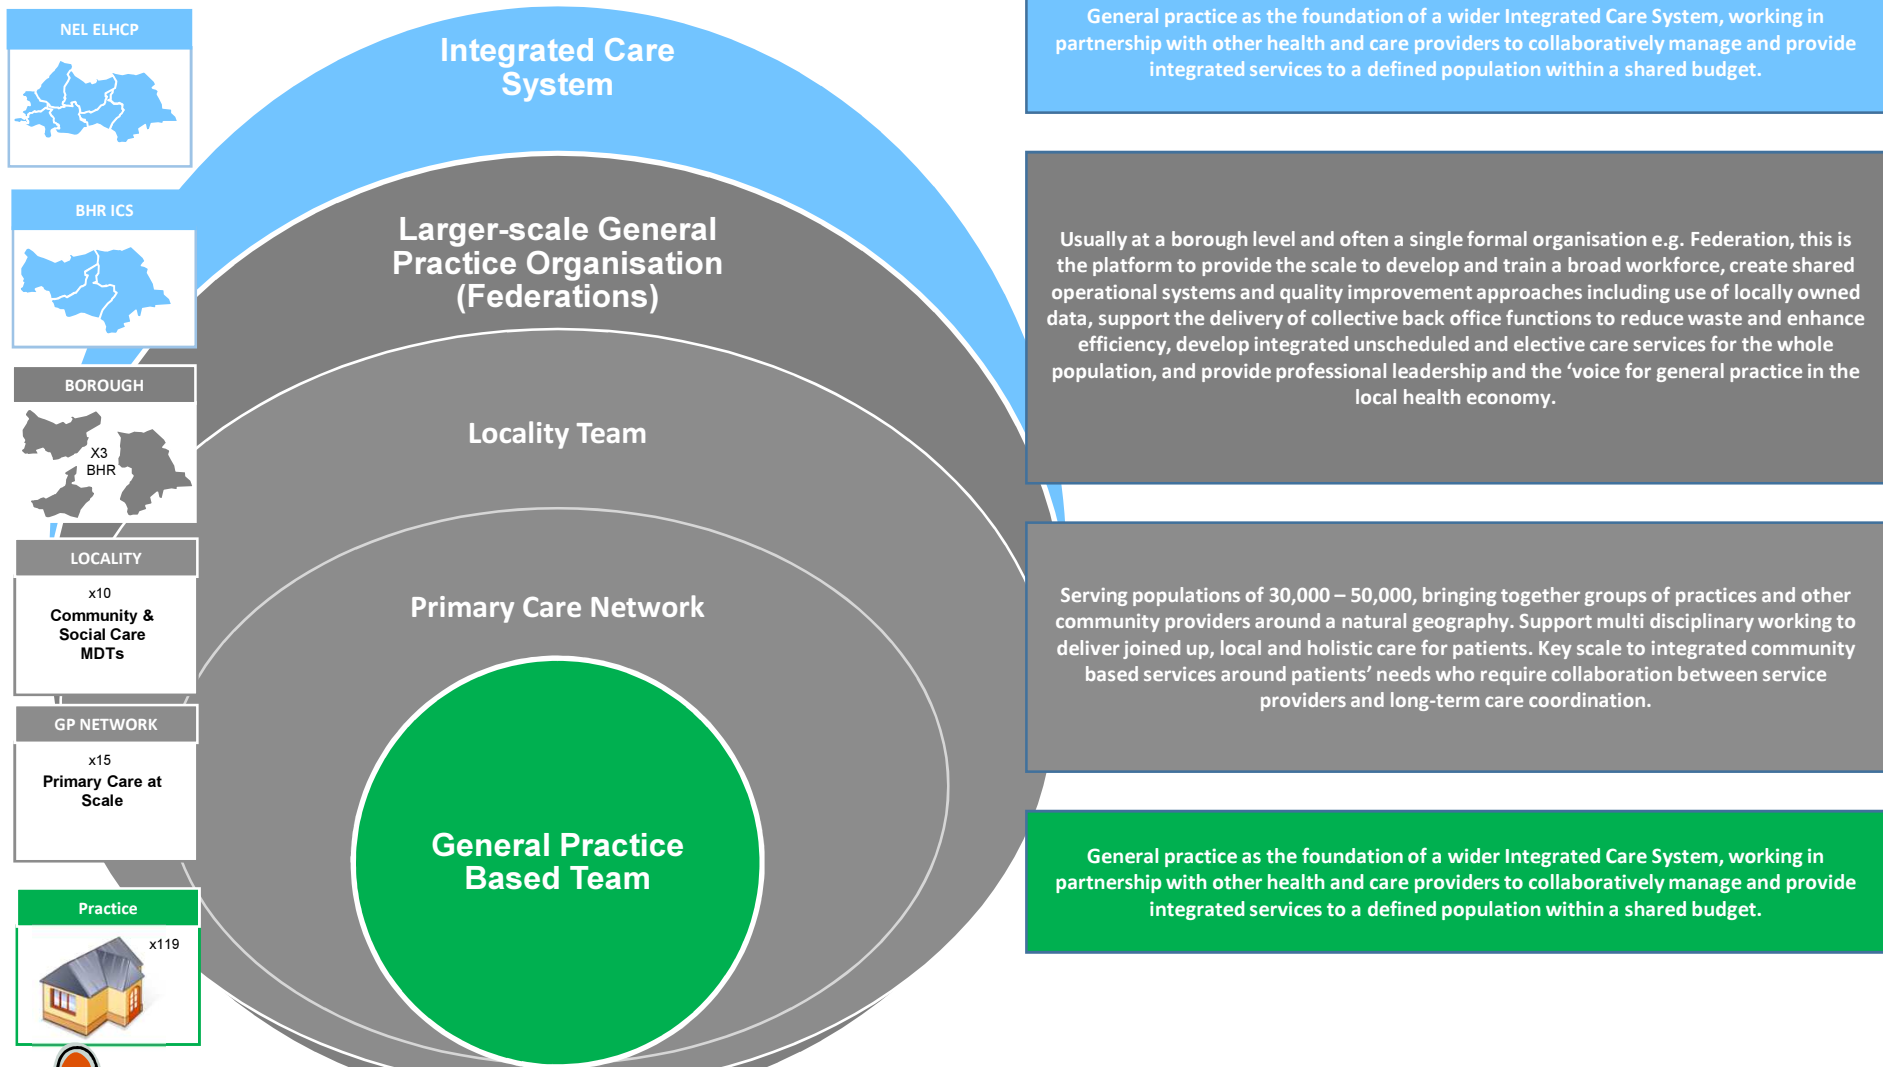 NEL ELHCP
BHR ICS
BOROUGH
X3
BHR
LOCALITY
x10
Community &
Social Care
MDTs
GP NETWORK
x15
Primary Care at
Scale
Practice
x119
Integrated Care
System
Larger-scale General
Practice Organisation
(Federations)
Locality Team
Primary Care Network
General Practice
Based Team
General practice as the foundation of a wider Integrated Care System, working in
partnership with other health and care providers to collaboratively manage and provide
integrated services to a defined population within a shared budget.
Usually at a borough level and often a single formal organisation e.g. Federation, this is
the platform to provide the scale to develop and train a broad workforce, create shared
operational systems and quality improvement approaches including use of locally owned
data, support the delivery of collective back office functions to reduce waste and enhance
efficiency, develop integrated unscheduled and elective care services for the whole
population, and provide professional leadership and the ‘voice for general practice in the
local health economy.
Serving populations of 30,000 – 50,000, bringing together groups of practices and other
community providers around a natural geography. Support multi disciplinary working to
deliver joined up, local and holistic care for patients. Key scale to integrated community
based services around patients’ needs who require collaboration between service
providers and long-term care coordination.
General practice as the foundation of a wider Integrated Care System, working in
partnership with other health and care providers to collaboratively manage and provide
integrated services to a defined population within a shared budget.